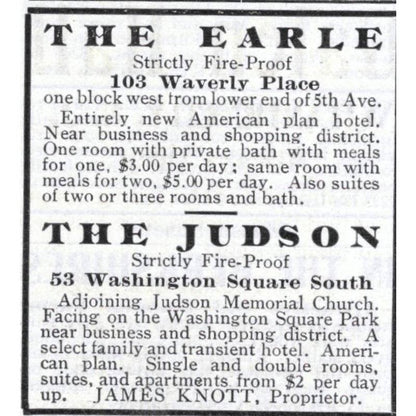 THE EARLE
Strictly Fire-Proof
103 Waverly Place
one block west from lower end of 5th Ave.
Entirely new American plan hotel.
Near business and shopping district.
One room with private bath with meals
for one, $3.00 per day; same room with
meals for two, $5.00 per day. Also suites
of two or three rooms and bath.
THE JUDSON
Strictly Fire-Proof
53 Washington Square South
Adjoining Judson Memorial Church.
Facing on the Washington Square Park
near business and shopping district. A
select family and transient hotel. Ameri-
can plan. Single and double rooms,
suites, and apartments from $2 per day
up. JAMES KNOTT, Proprietor.